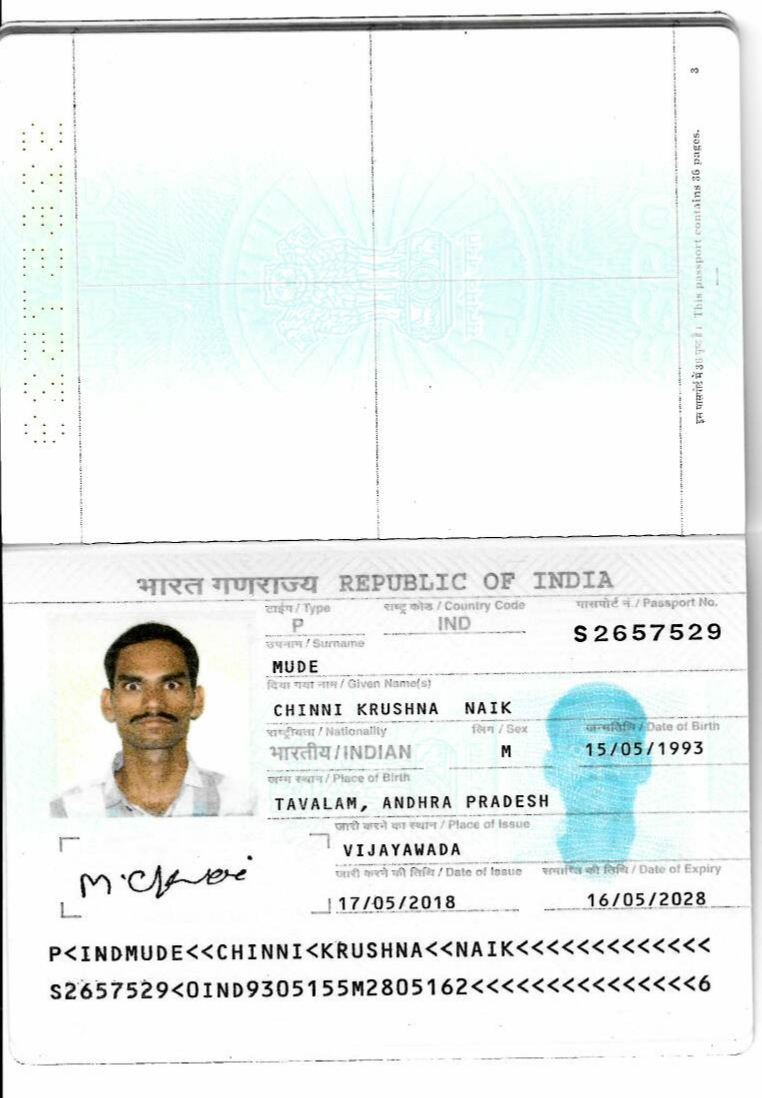 3
इस पासपोर्ट में 36 पृष्ठ हैं। This passport contains 36 pages.
भारत गणराज्य REPUBLIC OF INDIA
टाईप / Type
राष्ट्र कोड / Country Code
पासपोर्ट नं. / Passport No.
P
IND
S2657529
उपनाम / Surname
MUDE
दिया गया नाम / Given Name(s)
CHINNI KRUSHNA NAIK
राष्ट्रीयता / Nationality
लिंग / Sex
जन्मतिथि / Date of Birth
भारतीय/INDIAN
M
15/05/1993
जन्म स्थान / Place of Birth
TAVALAM, ANDHRA PRADESH
जारी करने का स्थान / Place of Issue
VIJAYAWADA
जारी करने की तिथि / Date of Issue
समाप्ति की तिथि / Date of Expiry
17/05/2018
16/05/2028
P<INDMUDE<<CHINNI<KRUSHNA<<NAIK<<<<<<<<<<<<<
S2657529<0IND9305155M2805162<<<<<<<<<<<<<<<6